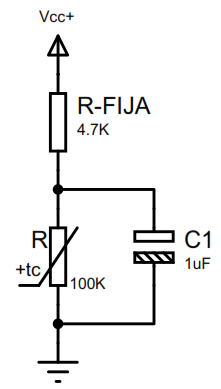 Vcc+
R-FIJA
4.7K
R
+tc
100K
C1
1uF